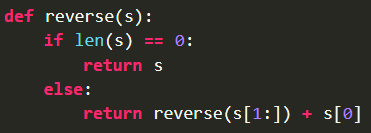 def reverse(s):
    if len(s) == 0:
        return s
    else:
        return reverse(s[1:]) + s[0]